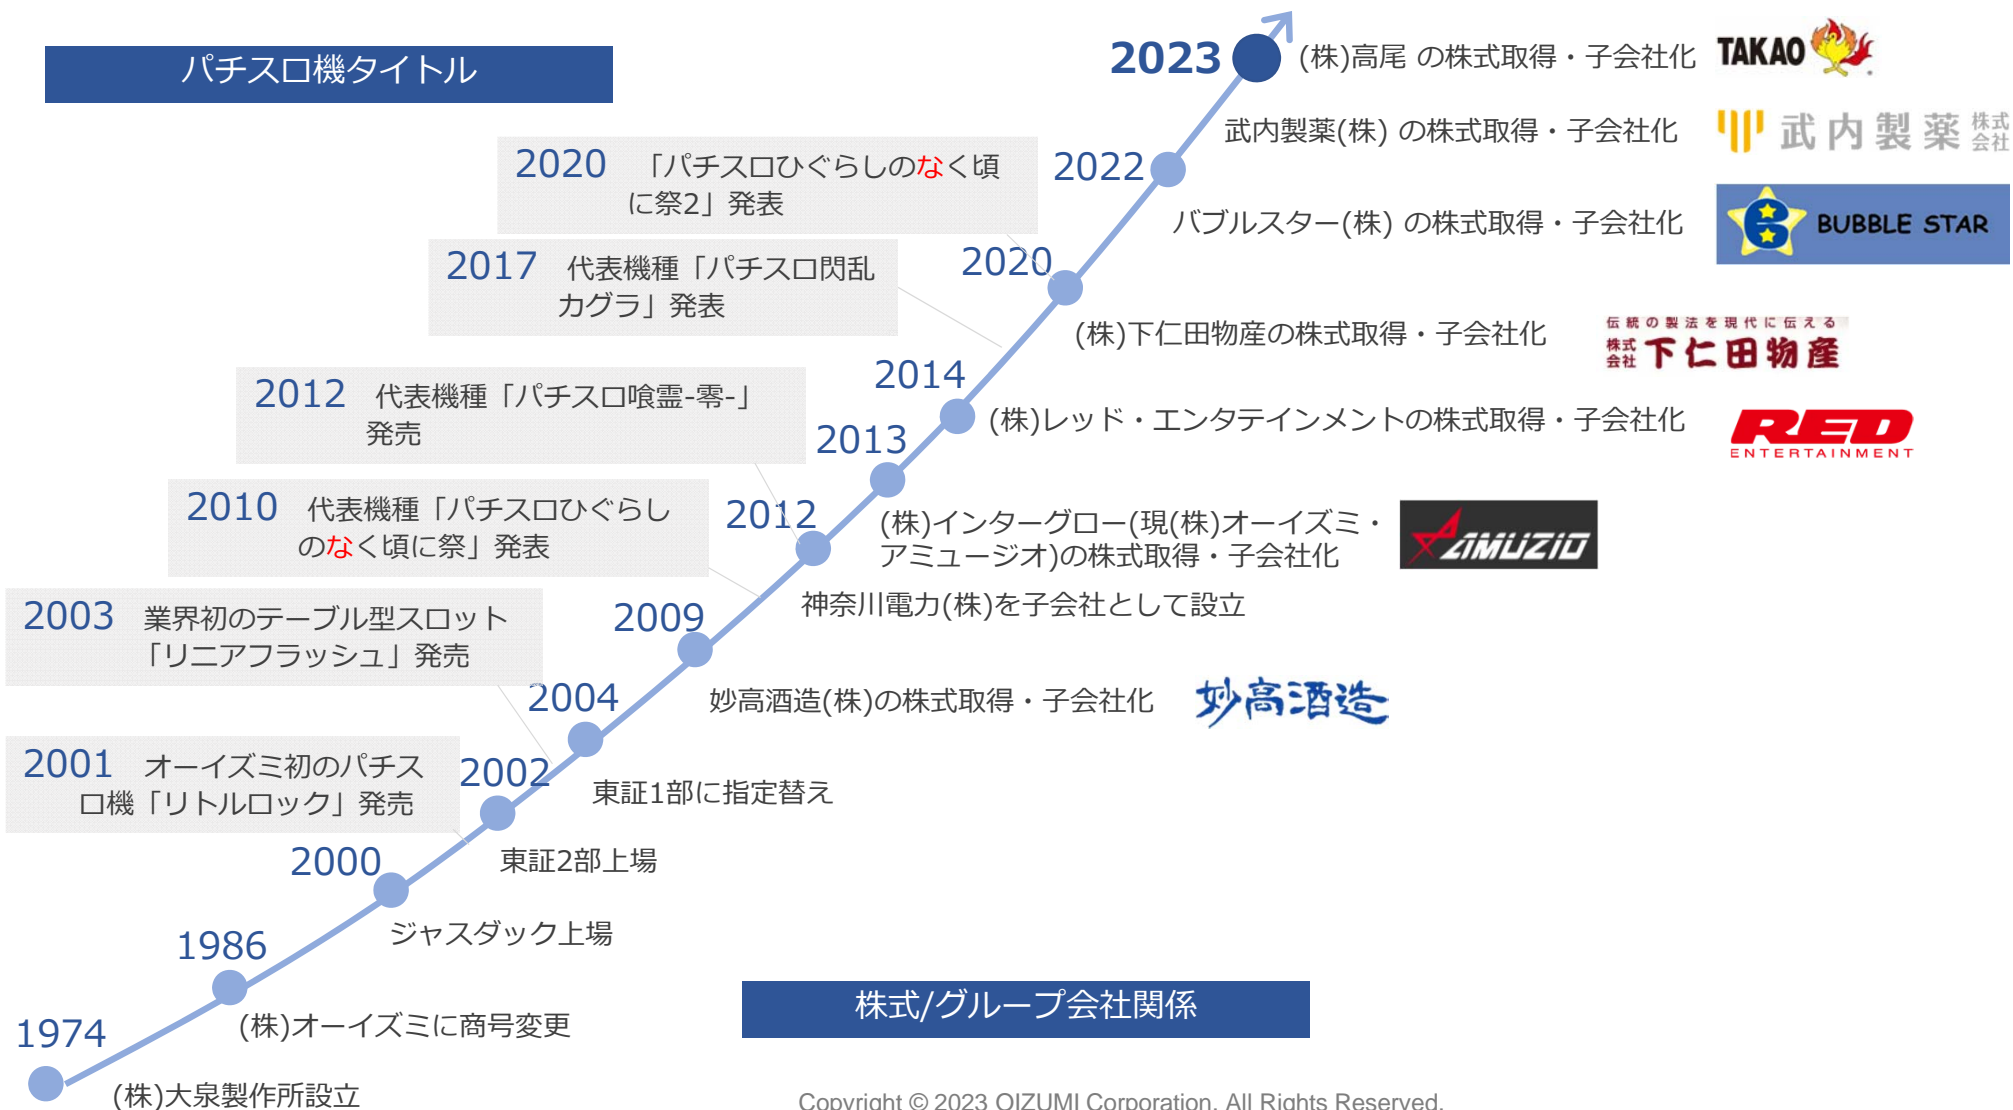 パチスロ機タイトル
2023
(株)高尾 の株式取得・子会社化
TAKAO
武内製薬(株) の株式取得・子会社化
武内製薬 株式会社
2020 「パチスロひぐらしのなく頃
に祭2」発表
2022
バブルスター(株) の株式取得・子会社化
BUBBLE STAR
2017 代表機種「パチスロ閃乱
カグラ」発表
2020
(株)下仁田物産の株式取得・子会社化
伝統の製法を現代に伝える
株式会社 下仁田物産
2012 代表機種「パチスロ喰霊-零-」
発売
2014
(株)レッド・エンタテインメントの株式取得・子会社化
RED
ENTERTAINMENT
2013
2010 代表機種「パチスロひぐらし
のなく頃に祭」発表
2012
(株)インターグロー(現(株)オーイズミ・
アミュージオ)の株式取得・子会社化
AMUZIO
2003 業界初のテーブル型スロット
「リニアフラッシュ」発売
2009
神奈川電力(株)を子会社として設立
2004
妙高酒造(株)の株式取得・子会社化
妙高酒造
2001 オーイズミ初のパチス
ロ機「リトルロック」発売
2002
東証1部に指定替え
2000
東証2部上場
1986
ジャスダック上場
株式/グループ会社関係
1974
(株)オーイズミに商号変更
(株)大泉製作所設立
Copyright © 2023 OIZUMI Corporation. All Rights Reserved.